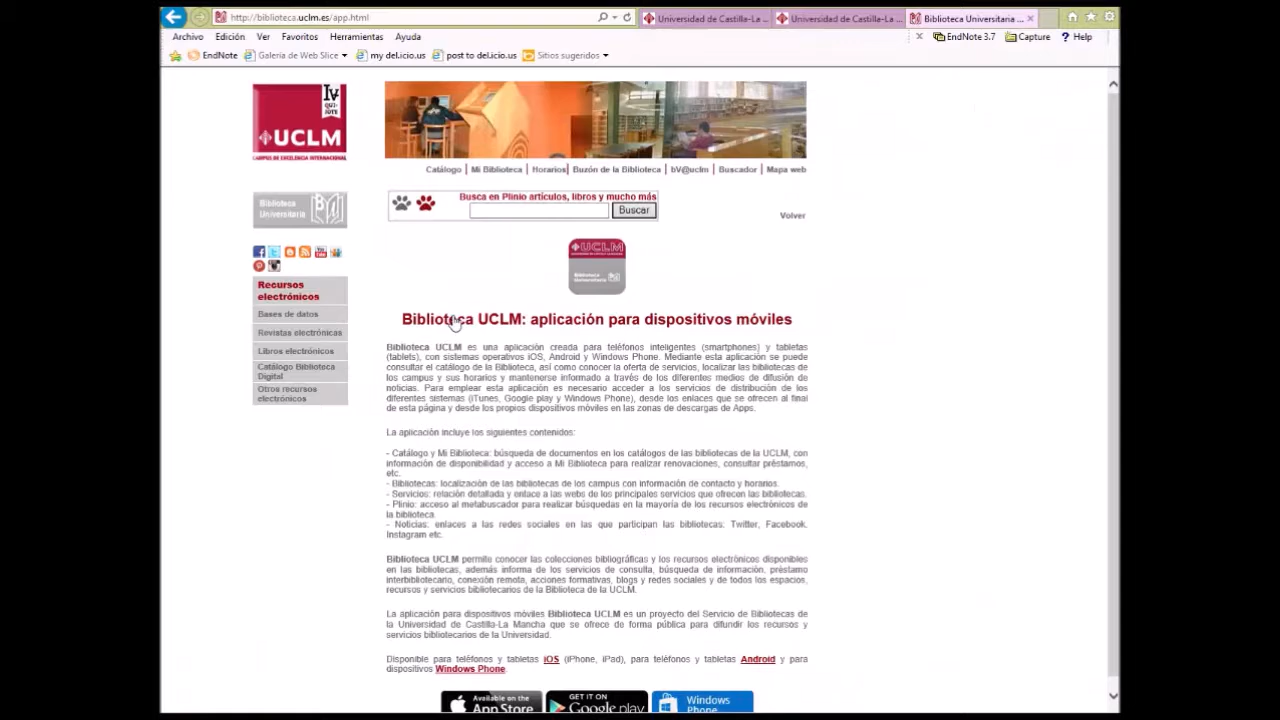 http://biblioteca.uclm.es/app.html
Universidad de Castilla-La ...
Universidad de Castilla-La ...
Biblioteca Universitaria ...
Archivo Edición Ver Favoritos Herramientas Ayuda
EndNote 3.7 Capture Help
EndNote Galería de Web Slice my del.icio.us post to del.icio.us Sitios sugeridos
UCLM
CAMPUS DE EXCELENCIA INTERNACIONAL
Catálogo | Mi Biblioteca | Horarios | Buzón de la Biblioteca | bV@uclm | Buscador | Mapa web
Biblioteca
Universitaria
Busca en Plinio artículos, libros y mucho más
Buscar
Volver
UCLM
Biblioteca
Universitaria
Recursos
electrónicos
Bases de datos
Revistas electrónicas
Libros electrónicos
Catálogo Biblioteca
Digital
Otros recursos
electrónicos
Biblioteca UCLM: aplicación para dispositivos móviles
Biblioteca UCLM es una aplicación creada para teléfonos inteligentes (smartphones) y tabletas
(tablets), con sistemas operativos iOS, Android y Windows Phone. Mediante esta aplicación se puede
consultar el catálogo de la Biblioteca, así como conocer la oferta de servicios, localizar las bibliotecas de
los campus y sus horarios y mantenerse informado a través de los diferentes medios de difusión de
noticias. Para emplear esta aplicación es necesario acceder a los servicios de distribución de los
diferentes sistemas (iTunes, Google play y Windows Phone), desde los enlaces que se ofrecen al final
de esta página y desde los propios dispositivos móviles en las zonas de descargas de Apps.
La aplicación incluye los siguientes contenidos:
- Catálogo y Mi Biblioteca: búsqueda de documentos en los catálogos de las bibliotecas de la UCLM, con
información de disponibilidad y acceso a Mi Biblioteca para realizar renovaciones, consultar préstamos,
etc.
- Bibliotecas: localización de las bibliotecas de los campus con información de contacto y horarios.
- Servicios: relación detallada y enlace a las webs de los principales servicios que ofrecen las bibliotecas.
- Plinio: acceso al metabuscador para realizar búsquedas en la mayoría de los recursos electrónicos de
la biblioteca.
- Noticias: enlaces a las redes sociales en las que participan las bibliotecas: Twitter, Facebook,
Instagram etc.
Biblioteca UCLM permite conocer las colecciones bibliográficas y los recursos electrónicos disponibles
en las bibliotecas, además informa de los servicios de consulta, búsqueda de información, préstamo
interbibliotecario, conexión remota, acciones formativas, blogs y redes sociales y de todos los espacios,
recursos y servicios bibliotecarios de la Biblioteca de la UCLM.
La aplicación para dispositivos móviles Biblioteca UCLM es un proyecto del Servicio de Bibliotecas de
la Universidad de Castilla-La Mancha que se ofrece de forma pública para difundir los recursos y
servicios bibliotecarios de la Universidad.
Disponible para teléfonos y tabletas iOS (iPhone, iPad), para teléfonos y tabletas Android y para
dispositivos Windows Phone.
Available on the
App Store
GET IT ON
Google play
Windows
Phone